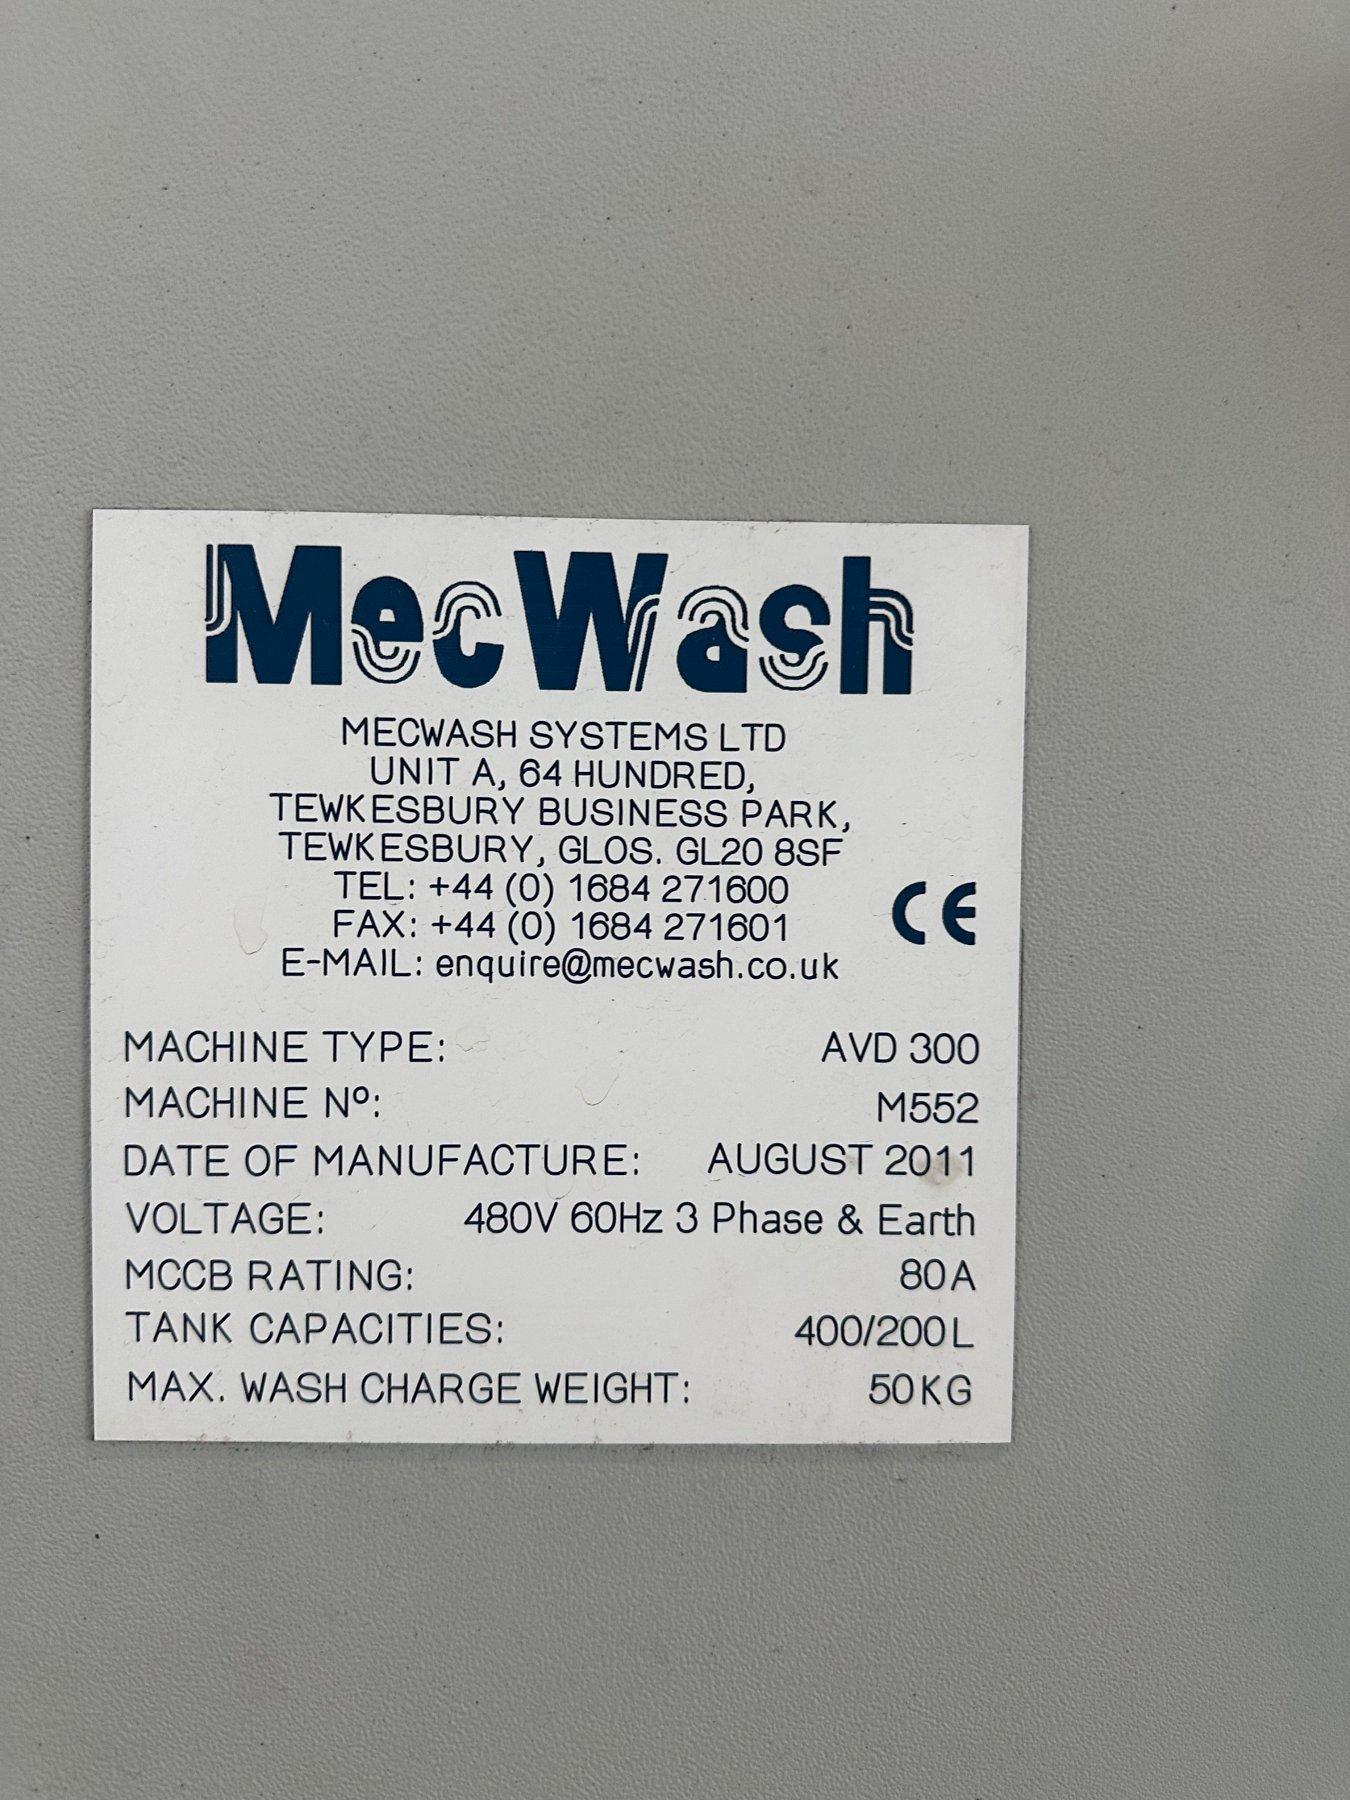 MecWash
MECWASH SYSTEMS LTD
UNIT A, 64 HUNDRED,
TEWKESBURY BUSINESS PARK,
TEWKESBURY, GLOS. GL20 8SF
TEL: +44 (0) 1684 271600
FAX: +44 (0) 1684 271601
CE
E-MAIL: enquire@mecwash.co.uk
MACHINE TYPE: AVD 300
MACHINE Nº: M552
DATE OF MANUFACTURE: AUGUST 2011
VOLTAGE: 480V 60Hz 3 Phase & Earth
MCCB RATING: 80A
TANK CAPACITIES: 400/200L
MAX. WASH CHARGE WEIGHT: 50KG